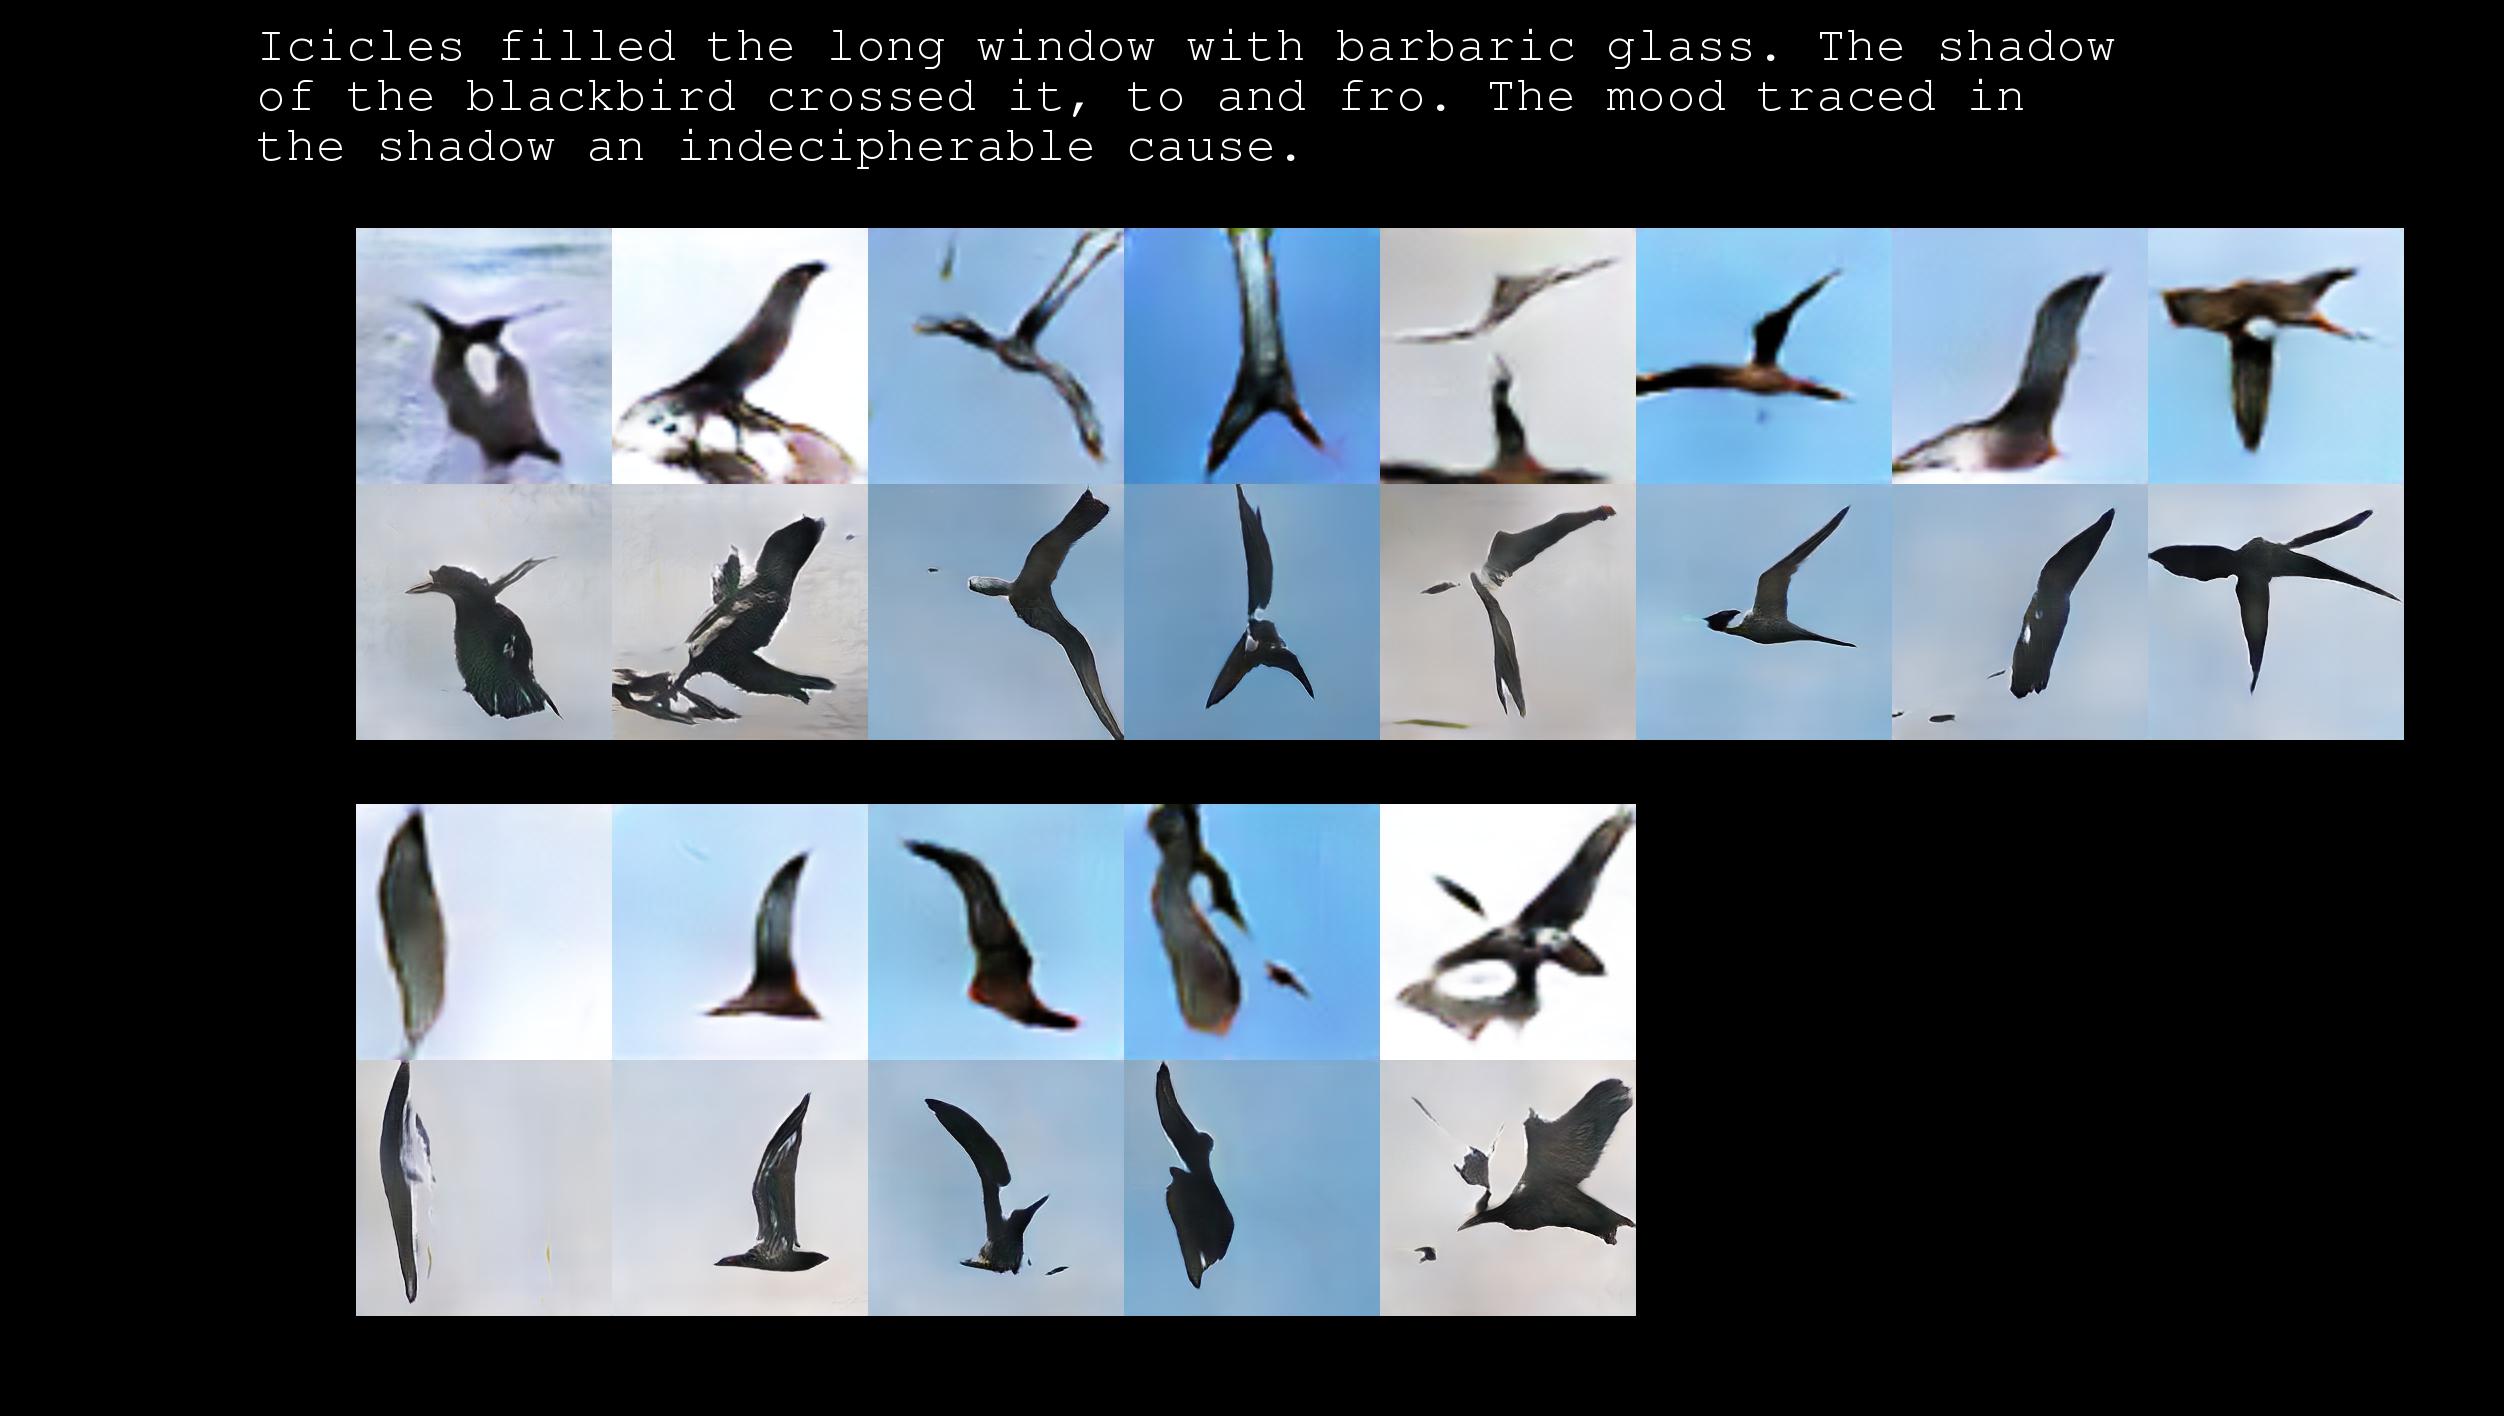 Icicles filled the long window with barbaric glass. The shadow
of the blackbird crossed it, to and fro. The mood traced in
the shadow an indecipherable cause.